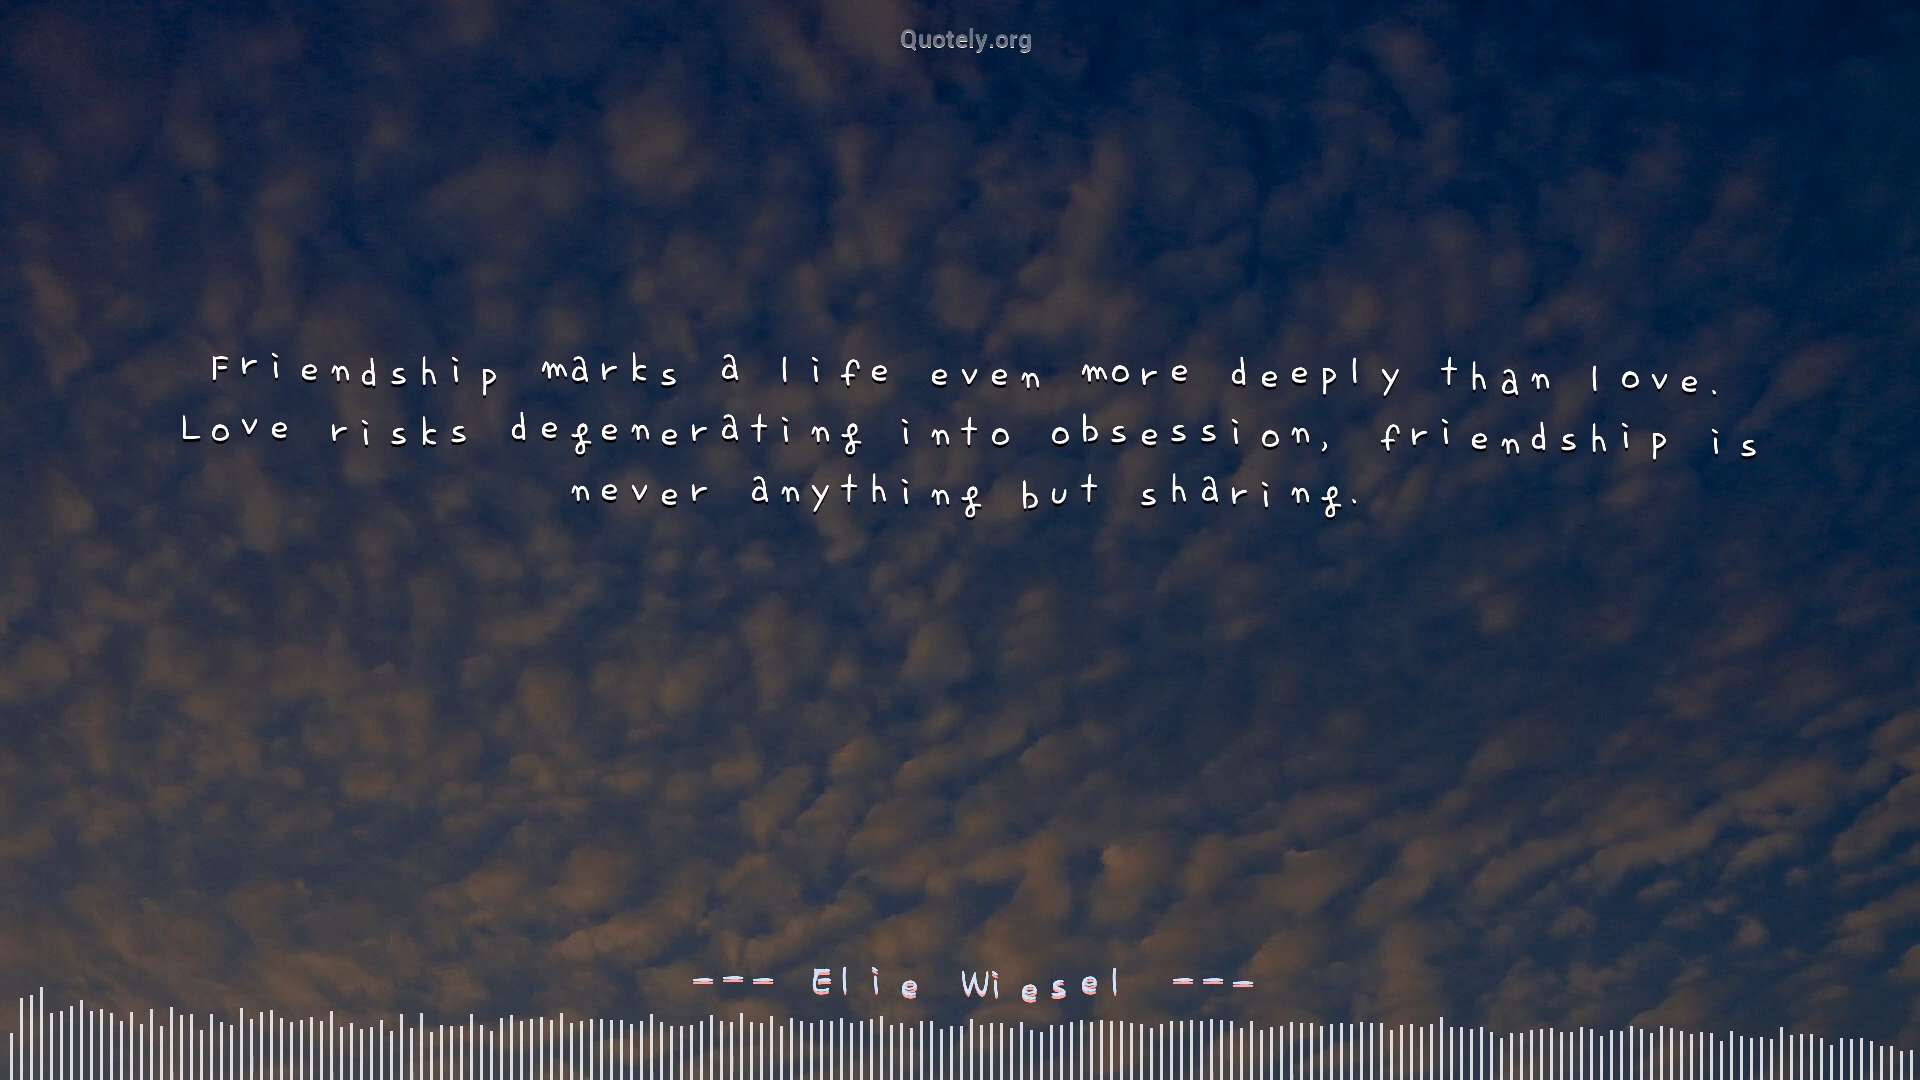 Quotely.org
Friendship marks a life even more deeply than love.
Love risks degenerating into obsession, friendship is
never anything but sharing.
--- Elie Wiesel ---